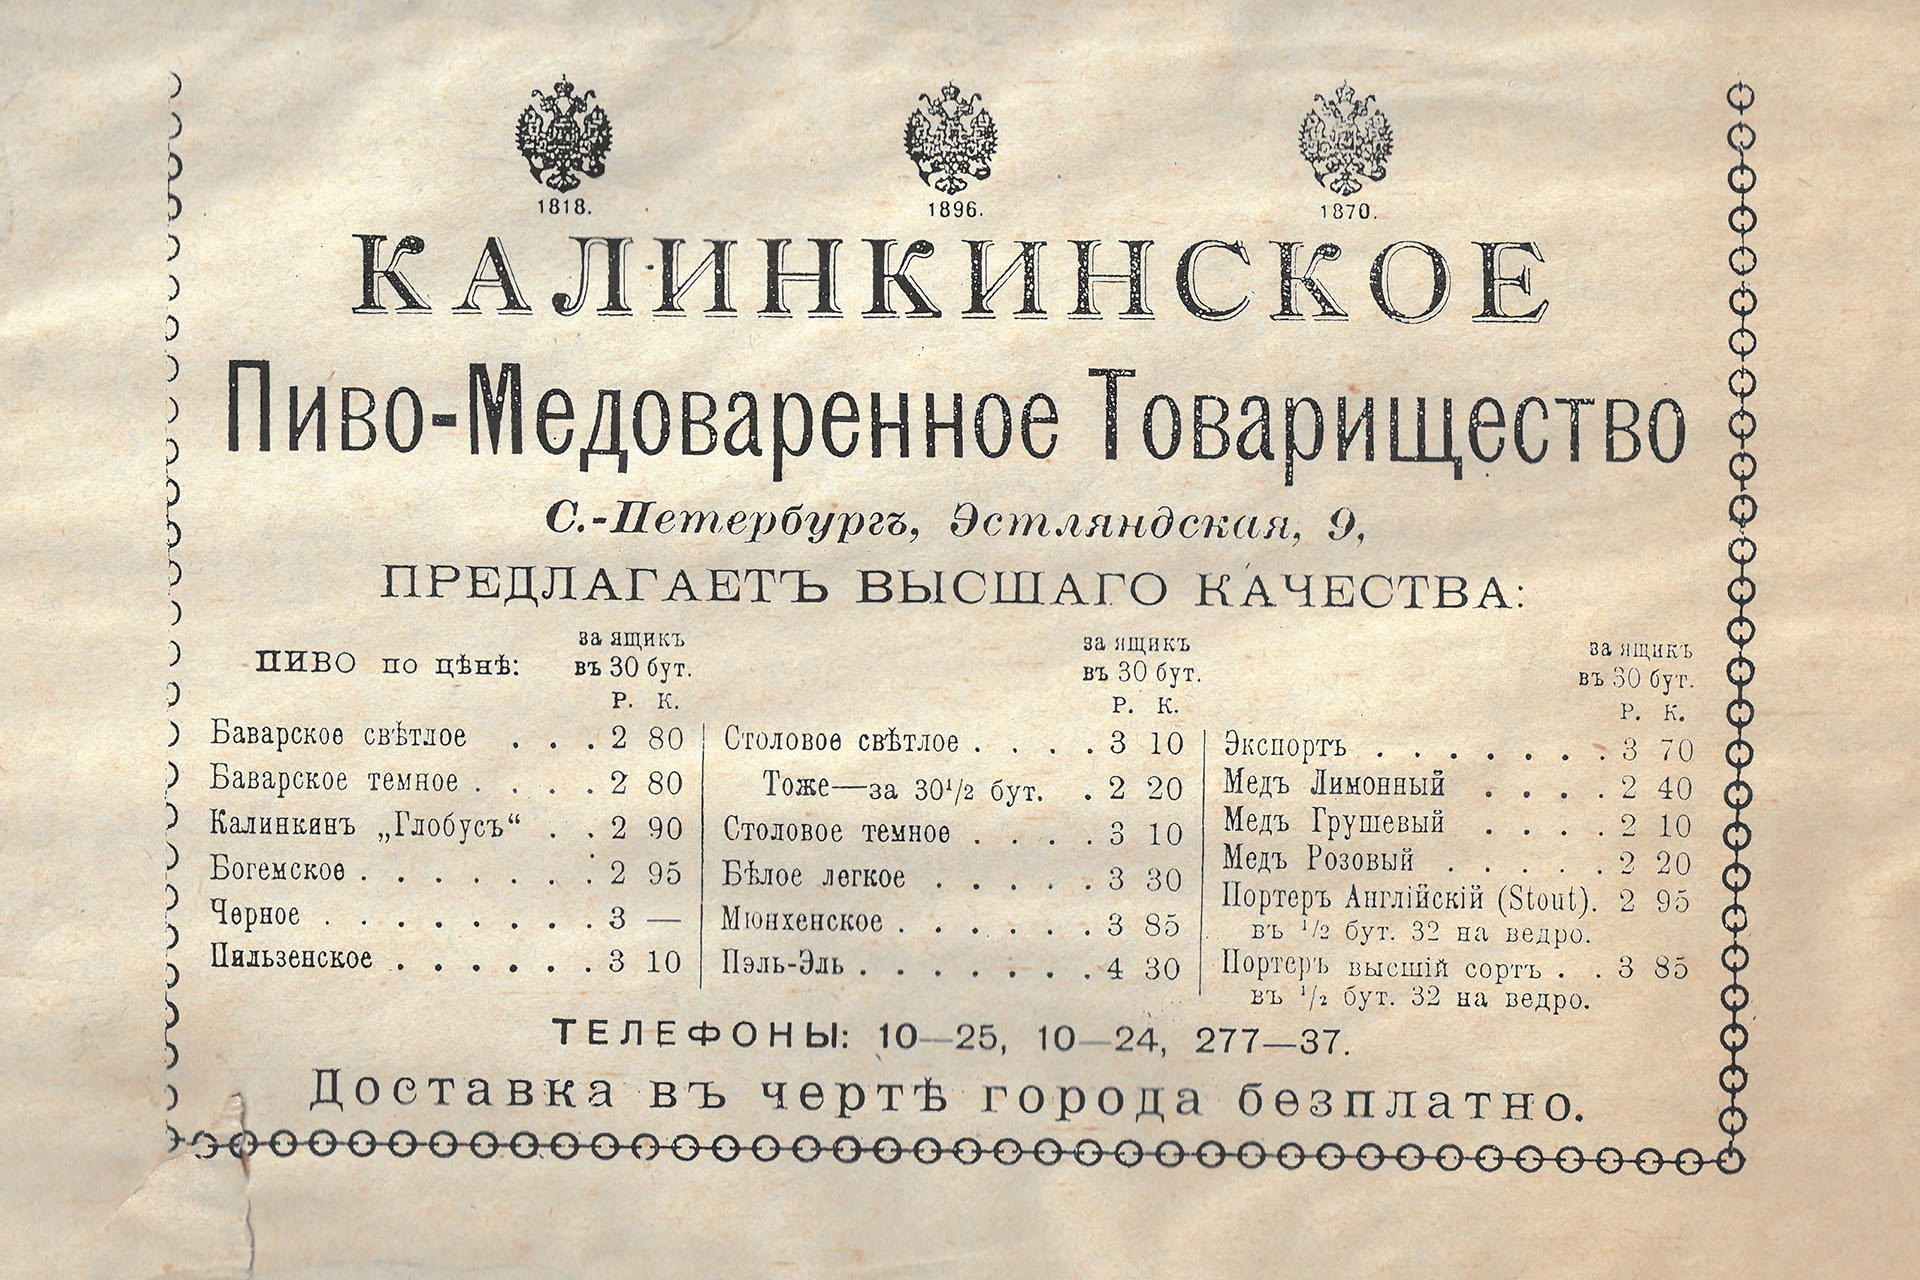 1818. 1896. 1870.
КАЛИНКИНСКОЕ
Пиво-Медоваренное Товарищество
С.-Петербургъ, Эстляндская, 9,
ПРЕДЛАГАЕТЪ ВЫСШАГО КАЧЕСТВА:
ПИВО по цѣнѣ:
за ящикъ
въ 30 бут.
Р. К.
Баварское свѣтлое . . . 2 80
Баварское темное . . . . 2 80
Калинкинъ „Глобусъ“ . . 2 90
Богемское . . . . . . . 2 95
Черное . . . . . . . . 3 —
Пильзенское . . . . . . 3 10
за ящикъ
въ 30 бут.
Р. К.
Столовое свѣтлое . . . . 3 10
Тоже—за 30¹/2 бут. . 2 20
Столовое темное . . . . 3 10
Бѣлое легкое . . . . . 3 30
Мюнхенское . . . . . . 3 85
Пэль-Эль . . . . . . . 4 30
за ящикъ
въ 30 бут.
Р. К.
Экспортъ . . . . . . . 3 70
Медъ Лимонный . . . . 2 40
Медъ Грушевый . . . . 2 10
Медъ Розовый . . . . . 2 20
Портеръ Англійскій (Stout). 2 95
въ ¹/2 бут. 32 на ведро.
Портеръ высшій сортъ . . 3 85
въ ¹/2 бут. 32 на ведро.
ТЕЛЕФОНЫ: 10—25, 10—24, 277—37.
Доставка въ чертѣ города безплатно.